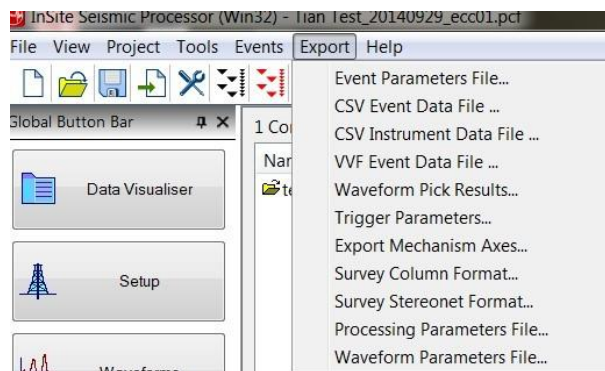 InSite Seismic Processor (Win32) - Tian Test_20140929_ecc01.pcf
File View Project Tools Events Export Help
Global Button Bar
1 Co
Nar
te
Data Visualiser
Setup
Waveforms
Event Parameters File...
CSV Event Data File ...
CSV Instrument Data File ...
VVF Event Data File ...
Waveform Pick Results...
Trigger Parameters...
Export Mechanism Axes...
Survey Column Format...
Survey Stereonet Format...
Processing Parameters File...
Waveform Parameters File...